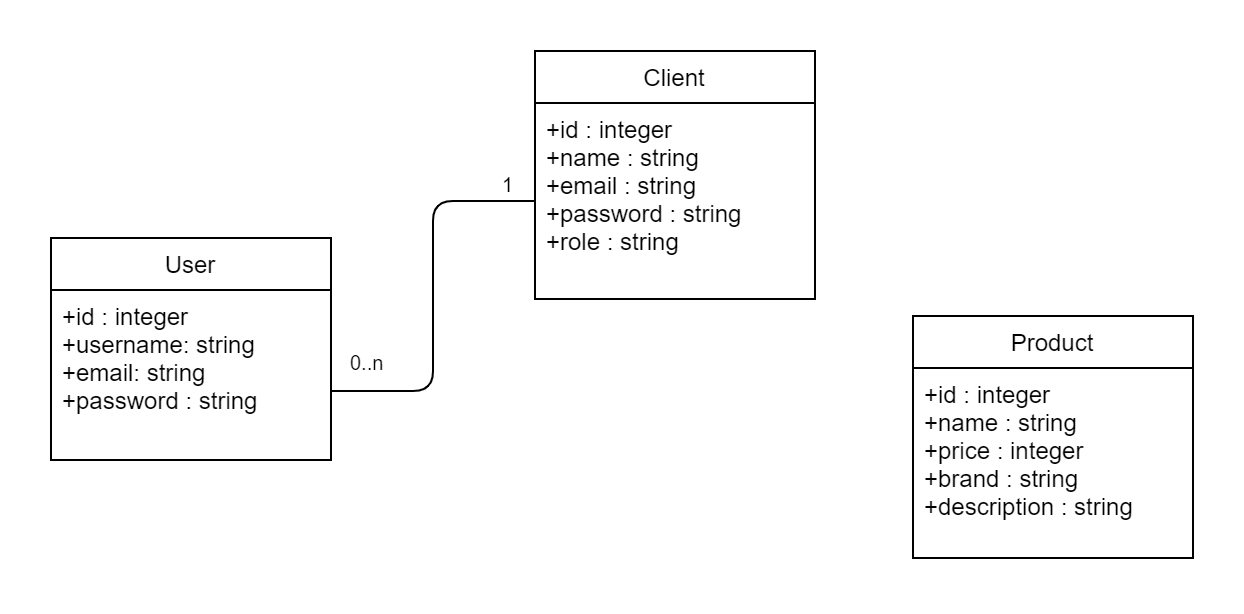 Client
+id : integer
+name : string
+email : string
+password : string
+role : string
1
User
+id : integer
+username: string
+email: string
+password : string
0..n
Product
+id : integer
+name : string
+price : integer
+brand : string
+description : string